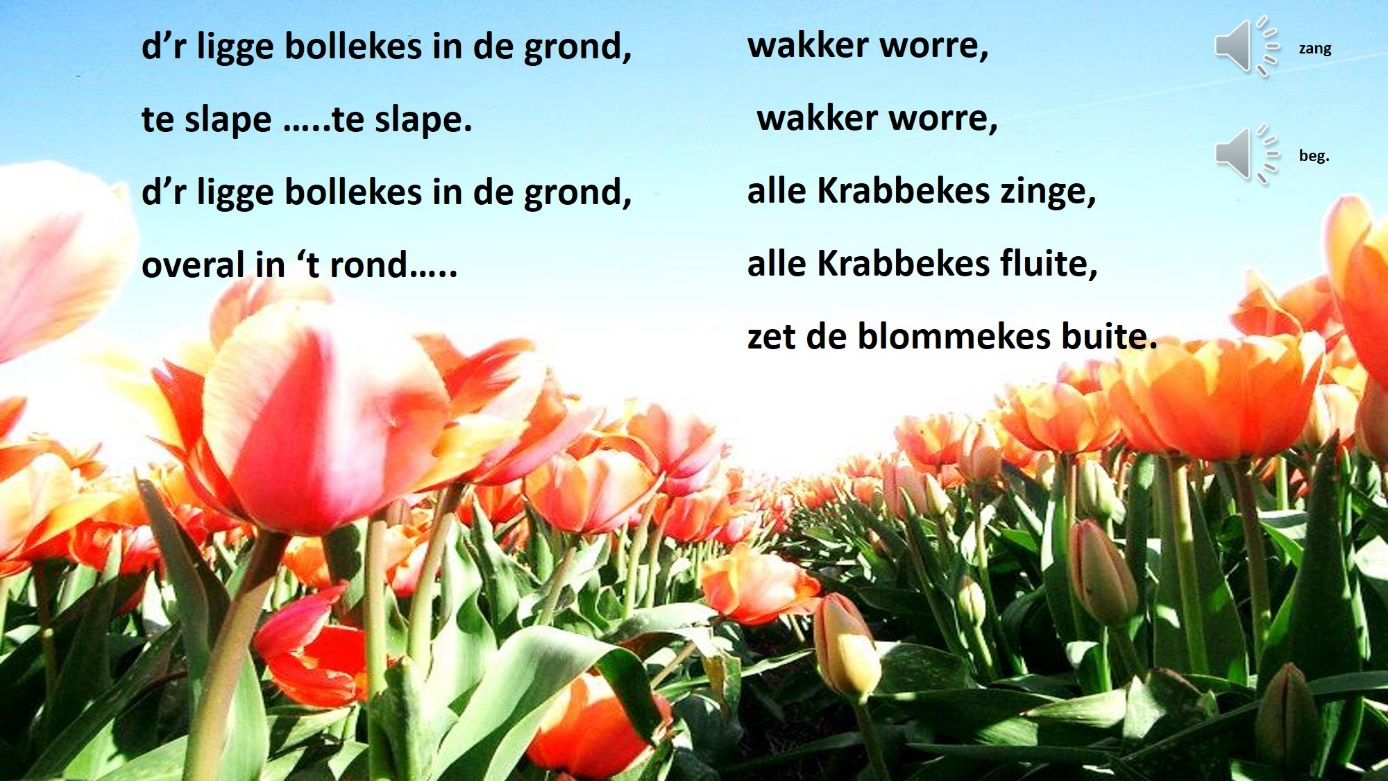 d’r ligge bollekes in de grond,
te slape …..te slape.
d’r ligge bollekes in de grond,
overal in ‘t rond…..
wakker worre,
wakker worre,
alle Krabbekes zinge,
alle Krabbekes fluite,
zet de blommekes buite.
zang
beg.